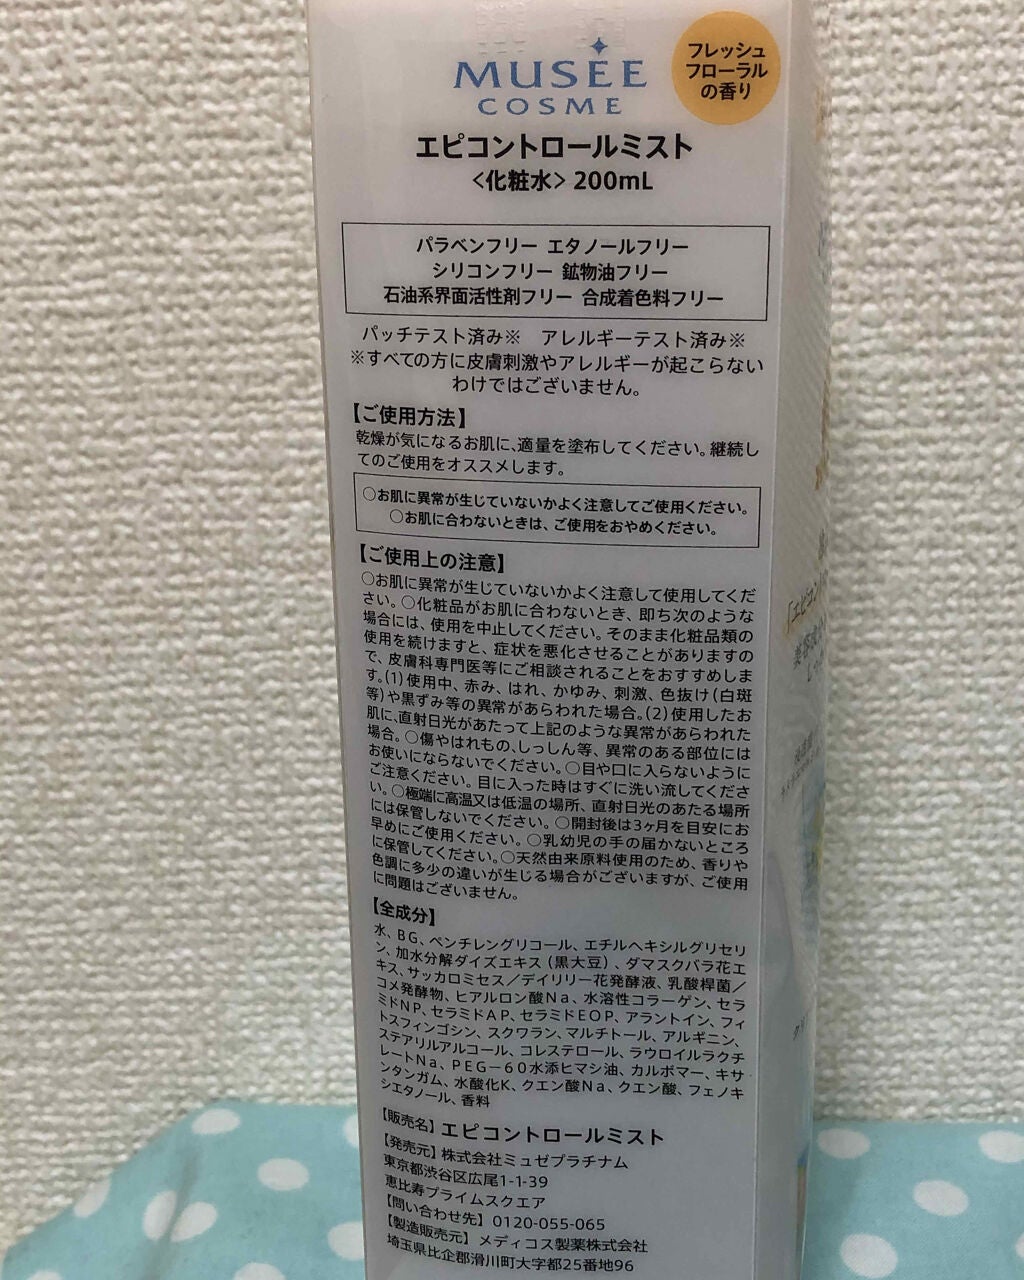 MUSÉE
COSME
フレッシュ
フローラル
の香り
エピコントロールミスト
<化粧水> 200mL
パラベンフリー エタノールフリー
シリコンフリー 鉱物油フリー
石油系界面活性剤フリー 合成着色料フリー
パッチテスト済み※ アレルギーテスト済み※
※すべての方に皮膚刺激やアレルギーが起こらない
わけではございません。
【ご使用方法】
乾燥が気になるお肌に、適量を塗布してください。継続し
てのご使用をオススメします。
○お肌に異常が生じていないかよく注意してご使用ください。
○お肌に合わないときは、ご使用をおやめください。
【ご使用上の注意】
○お肌に異常が生じていないかよく注意して使用してくだ
さい。○化粧品がお肌に合わないとき、即ち次のような
場合には、使用を中止してください。そのまま化粧品類の
使用を続けますと、症状を悪化させることがありますの
で、皮膚科専門医等にご相談されることをおすすめしま
す。(1)使用中、赤み、はれ、かゆみ、刺激、色抜け(白斑
等)や黒ずみ等の異常があらわれた場合。(2)使用したお
肌に、直射日光があたって上記のような異常があらわれた
場合。○傷やはれもの、しっしん等、異常のある部位には
お使いにならないでください。○目や口に入らないように
ご注意ください。目に入った時はすぐに洗い流してくださ
い。○極端に高温又は低温の場所、直射日光のあたる場所
には保管しないでください。○開封後は3ヶ月を目安にお
早めにご使用ください。○乳幼児の手の届かないところ
に保管してください。○天然由来原料使用のため、香りや
色調に多少の違いが生じる場合がございますが、ご使用
に問題はございません。
【全成分】
水、BG、ペンチレングリコール、エチルヘキシルグリセリ
ン、加水分解ダイズエキス(黒大豆)、ダマスクバラ花エ
キス、サッカロミセス/デイリリー花発酵液、乳酸桿菌/
コメ発酵物、ヒアルロン酸Na、水溶性コラーゲン、セラ
ミドNP、セラミドAP、セラミドEOP、アラントイン、フィ
トスフィンゴシン、スクワラン、マルチトール、アルギニン、
ステアリルアルコール、コレステロール、ラウロイルラクチ
レートNa、PEG-60水添ヒマシ油、カルボマー、キサ
ンタンガム、水酸化K、クエン酸Na、クエン酸、フェノキ
シエタノール、香料
【販売名】エピコントロールミスト
【発売元】株式会社ミュゼプラチナム
東京都渋谷区広尾1-1-39
恵比寿プライムスクエア
【問い合わせ先】0120-055-065
【製造販売元】メディコス製薬株式会社
埼玉県比企郡滑川町大字都25番地96